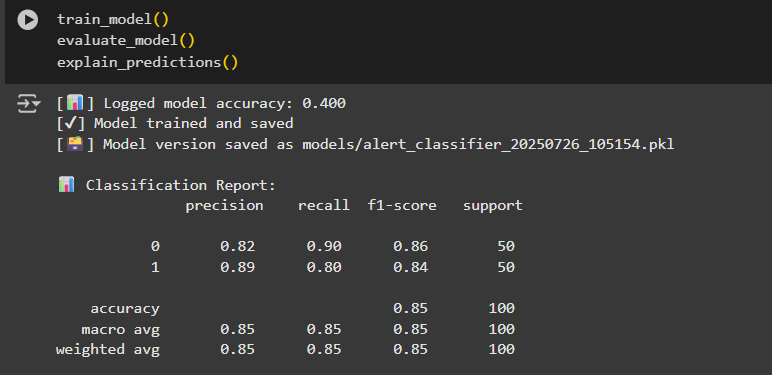 train_model()
evaluate_model()
explain_predictions()
[📊] Logged model accuracy: 0.400
[✓] Model trained and saved
[🗃] Model version saved as models/alert_classifier_20250726_105154.pkl
📊 Classification Report:
precision recall f1-score support
0 0.82 0.90 0.86 50
1 0.89 0.80 0.84 50
accuracy 0.85 100
macro avg 0.85 0.85 0.85 100
weighted avg 0.85 0.85 0.85 100